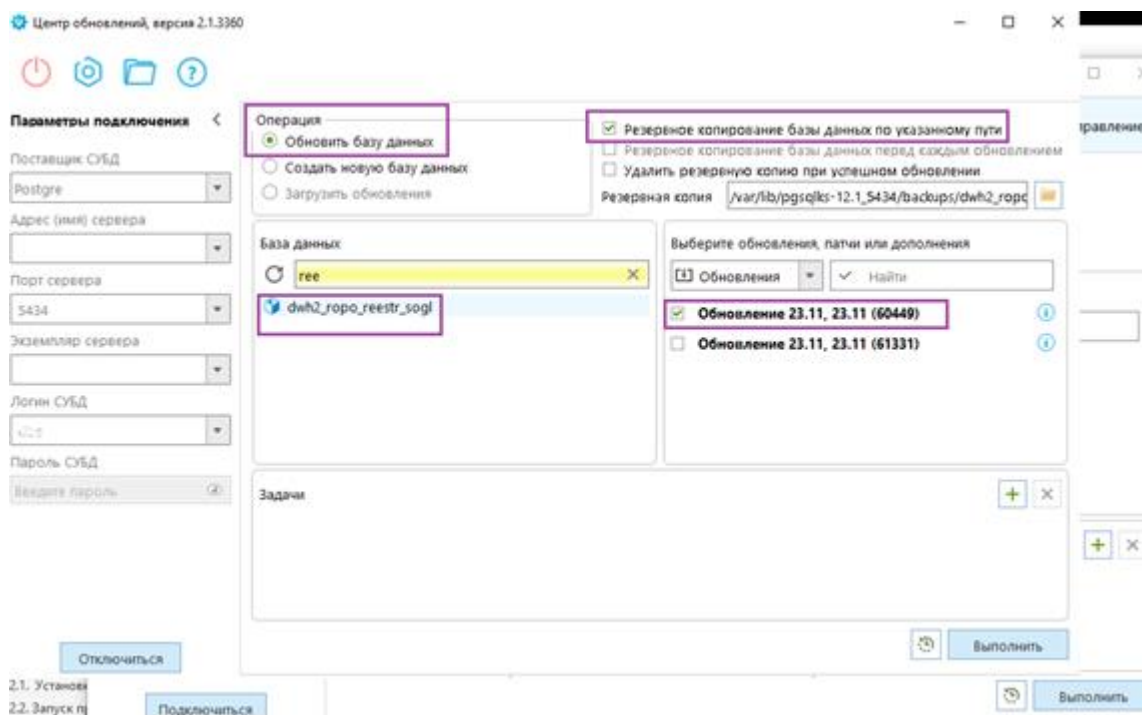 Центр обновлений, версия 2.1.3360
Параметры подключения
Поставщик СУБД
Postgre
Адрес (имя) сервера
Порт сервера
5434
Экземпляр сервера
Логин СУБД
Пароль СУБД
Введите пароль
Отключиться
Операция
Обновить базу данных
Создать новую базу данных
Загрузить обновления
Резервное копирование базы данных по указанному пути
Резервное копирование базы данных перед каждым обновлением
Удалить резервную копию при успешном обновлении
Резервная копия /var/lib/pgsqlks-12.1_5434/backups/dwh2_ropo
База данных
ree
dwh2_ropo_reestr_sogl
Выберите обновления, патчи или дополнения
Обновления
Найти
Обновление 23.11, 23.11 (60449)
Обновление 23.11, 23.11 (61331)
Задачи
Выполнить
2.1. Установ
2.2. Запуск
Подключиться
Выполнить